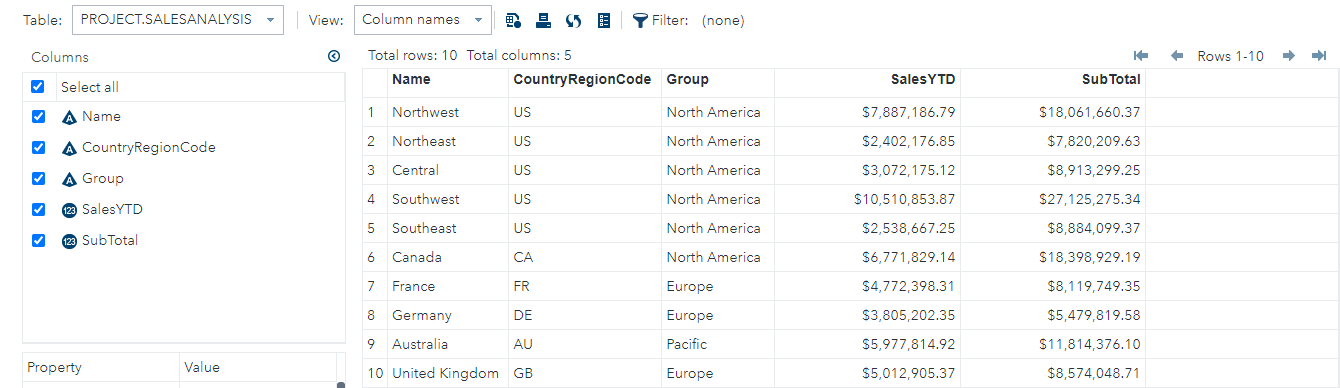 Table: PROJECT.SALESANALYSIS View: Column names Filter: (none)
Columns
Select all
Name
CountryRegionCode
Group
SalesYTD
SubTotal
Property Value
Total rows: 10 Total columns: 5 Rows 1-10
Name CountryRegionCode Group SalesYTD SubTotal
1 Northwest US North America $7,887,186.79 $18,061,660.37
2 Northeast US North America $2,402,176.85 $7,820,209.63
3 Central US North America $3,072,175.12 $8,913,299.25
4 Southwest US North America $10,510,853.87 $27,125,275.34
5 Southeast US North America $2,538,667.25 $8,884,099.37
6 Canada CA North America $6,771,829.14 $18,398,929.19
7 France FR Europe $4,772,398.31 $8,119,749.35
8 Germany DE Europe $3,805,202.35 $5,479,819.58
9 Australia AU Pacific $5,977,814.92 $11,814,376.10
10 United Kingdom GB Europe $5,012,905.37 $8,574,048.71